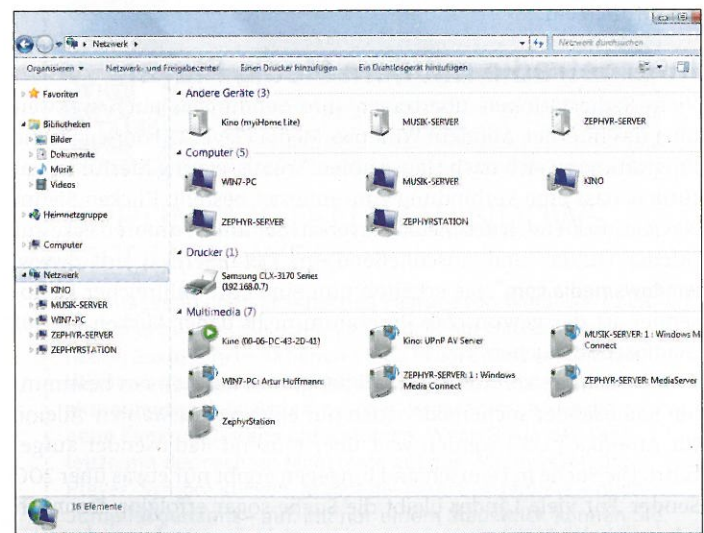 Netzwerk
Netzwerk durchsuchen
Organisieren
Netzwerk- und Freigabecenter
Einen Drucker hinzufügen
Ein Drahtlosgerät hinzufügen
Favoriten
Bibliotheken
Bilder
Dokumente
Musik
Videos
Heimnetzgruppe
Computer
Netzwerk
KINO
MUSIK-SERVER
WIN7-PC
ZEPHYR-SERVER
ZEPHYRSTATION
Andere Geräte (3)
Kino (myiHome Lite)
MUSIK-SERVER
ZEPHYR-SERVER
Computer (5)
WIN7-PC
MUSIK-SERVER
KINO
ZEPHYR-SERVER
ZEPHYRSTATION
Drucker (1)
Samsung CLX-3170 Series
(192.168.0.7)
Multimedia (7)
Kino (00-06-DC-43-2D-41)
Kino: UPnP AV Server
MUSIK-SERVER: 1 : Windows M
Connect
WIN7-PC: Artur Hoffmann
ZEPHYR-SERVER: 1 : Windows
Media Connect
ZEPHYR-SERVER: MediaServer
ZephyrStation
16 Elemente